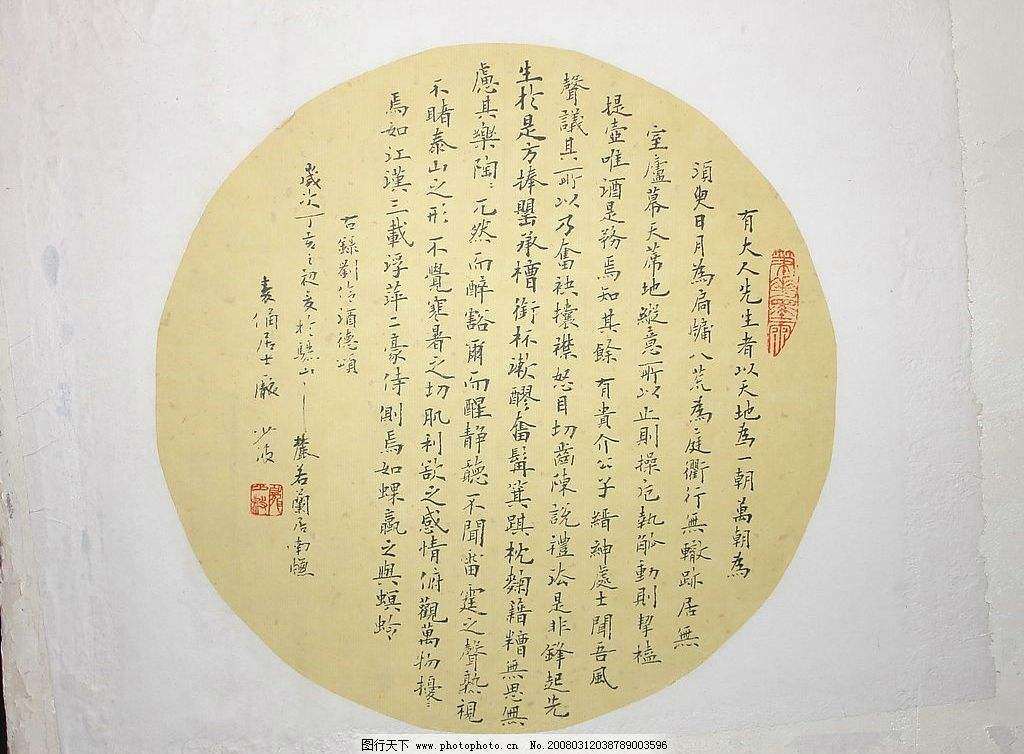 有大人先生者以天地為一朝萬朝為
須臾日月為扃牖八荒為庭衢行無轍跡居無
室廬幕天席地縱意所以止則操卮執觚動則挈榼
提壺唯酒是務焉知其餘有貴介公子縉紳處士聞吾風
聲議其所以乃奮袂攘襟怒目切齒陳說禮法是非鋒起先
生於是方捧罌承槽銜杯漱醪奮髯箕踞枕麴藉糟無思無
慮其樂陶々兀然而醉豁爾而醒静聽不聞雷霆之聲熟視
不睹泰山之形不覺寒暑之切肌利欲之感情俯觀萬物擾々
焉如江漢三載浮萍二豪侍側焉如蜾蠃之與螟蛉
右錄劉伶酒德頌
歲次丁亥之初夏於驪山之麓若蘭居南牕
袁俑居士 少波
图行天下 www.photophoto.cn No.20080312038789003596